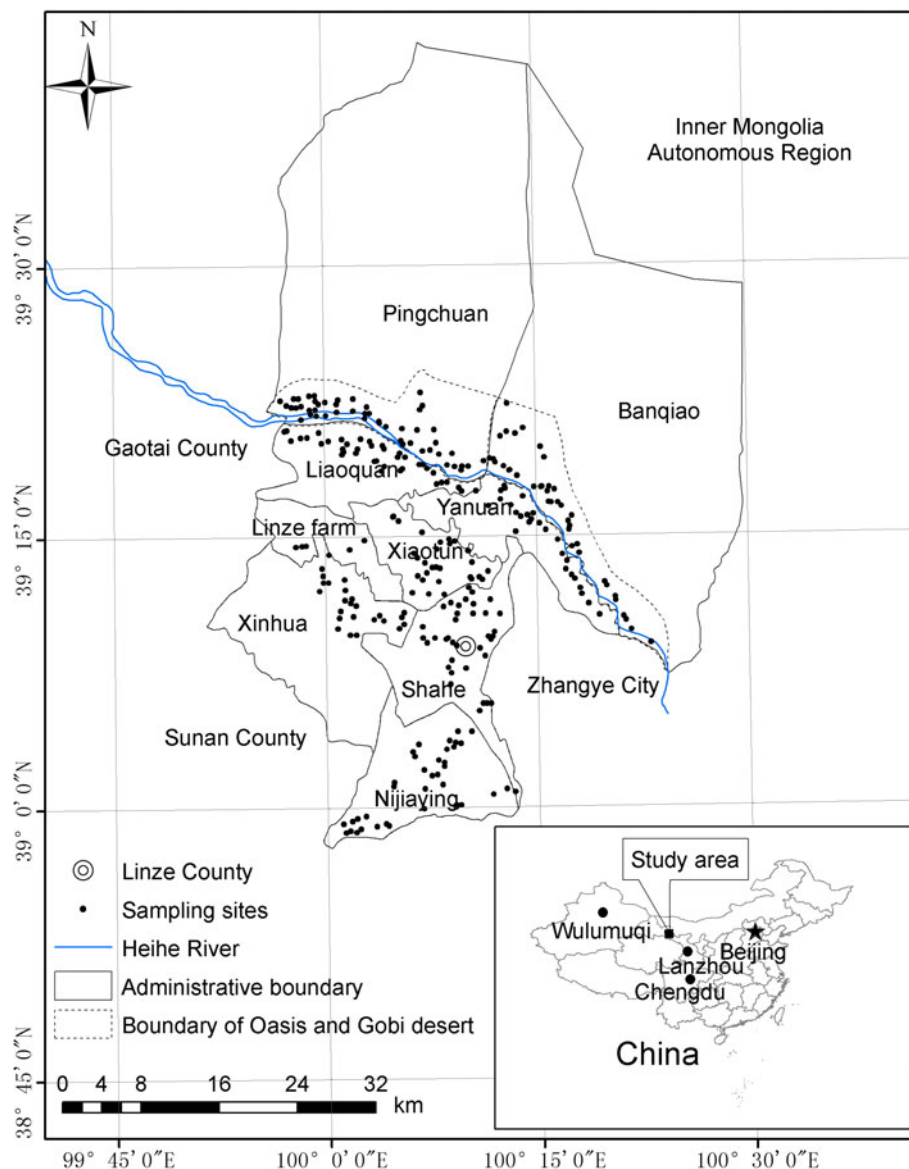 N
Inner Mongolia
Autonomous Region
39° 30′ 0″N
Pingchuan
Banqiao
Gaotai County
Liaoquan
Yanuan
39° 15′ 0″N
Linze farm
Xiaotun
Xinhua
Shahe
Zhangye City
Sunan County
Nijiaying
39° 0′ 0″N
Linze County
Sampling sites
Heihe River
Administrative boundary
Boundary of Oasis and Gobi desert
Study area
Wulumuqi
Beijing
Lanzhou
Chengdu
China
38° 45′ 0″N
0 4 8 16 24 32
km
99° 45′ 0″E 100° 0′ 0″E 100° 15′ 0″E 100° 30′ 0″E